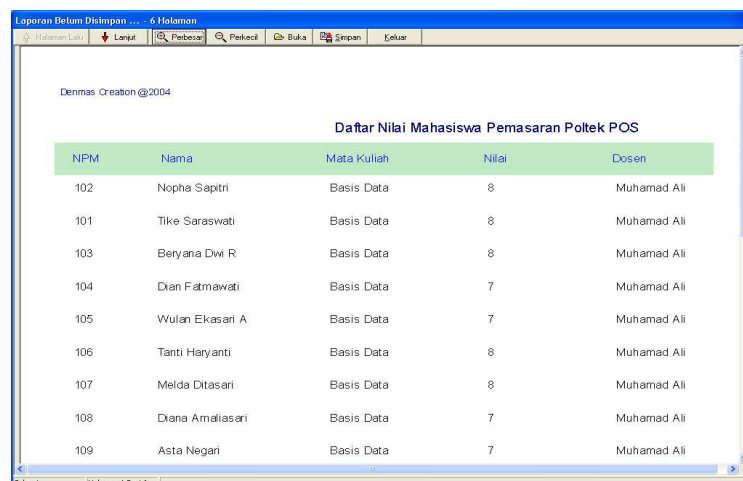 Laporan Belum Disimpan ... - 6 Halaman
Halaman Lalu Lanjut Perbesar Perkecil Buka Simpan Keluar
Denmas Creation @2004
Daftar Nilai Mahasiswa Pemasaran Poltek POS
NPM Nama Mata Kuliah Nilai Dosen
102 Nopha Sapitri Basis Data 8 Muhamad Ali
101 Tike Saraswati Basis Data 8 Muhamad Ali
103 Beryana Dwi R Basis Data 8 Muhamad Ali
104 Dian Fatmawati Basis Data 7 Muhamad Ali
105 Wulan Ekasari A Basis Data 7 Muhamad Ali
106 Tanti Haryanti Basis Data 8 Muhamad Ali
107 Melda Ditasari Basis Data 8 Muhamad Ali
108 Diana Amaliasari Basis Data 7 Muhamad Ali
109 Asta Negari Basis Data 7 Muhamad Ali